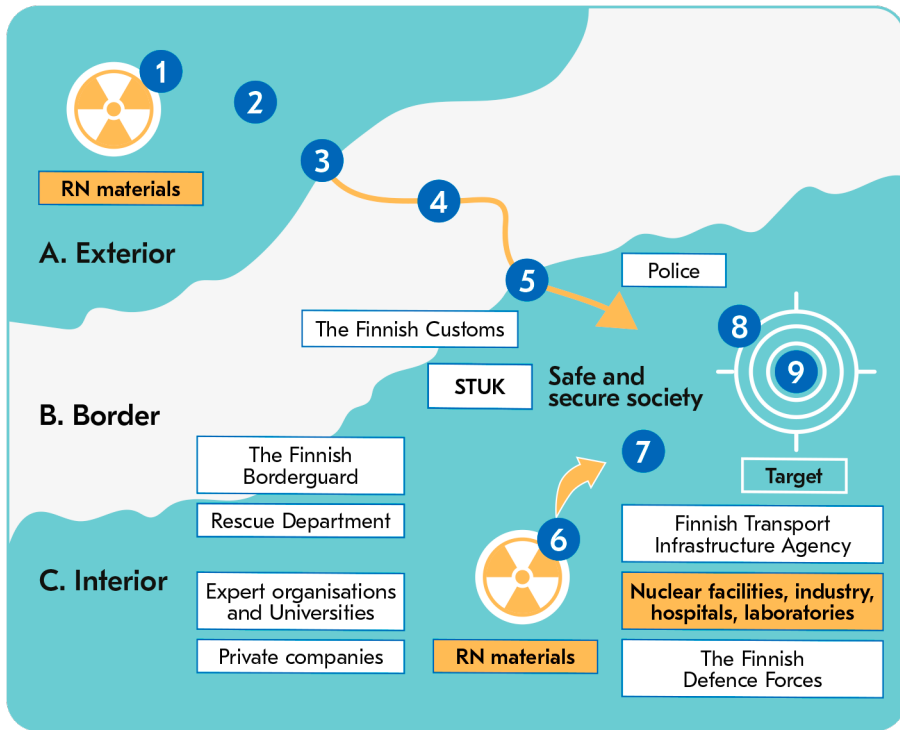 1
2
3
RN materials
4
A. Exterior
Police
5
The Finnish Customs
8
9
STUK
Safe and
secure society
B. Border
The Finnish
Borderguard
7
Target
Rescue Department
6
Finnish Transport
Infrastructure Agency
C. Interior
Expert organisations
and Universities
Nuclear facilities, industry,
hospitals, laboratories
Private companies
RN materials
The Finnish
Defence Forces